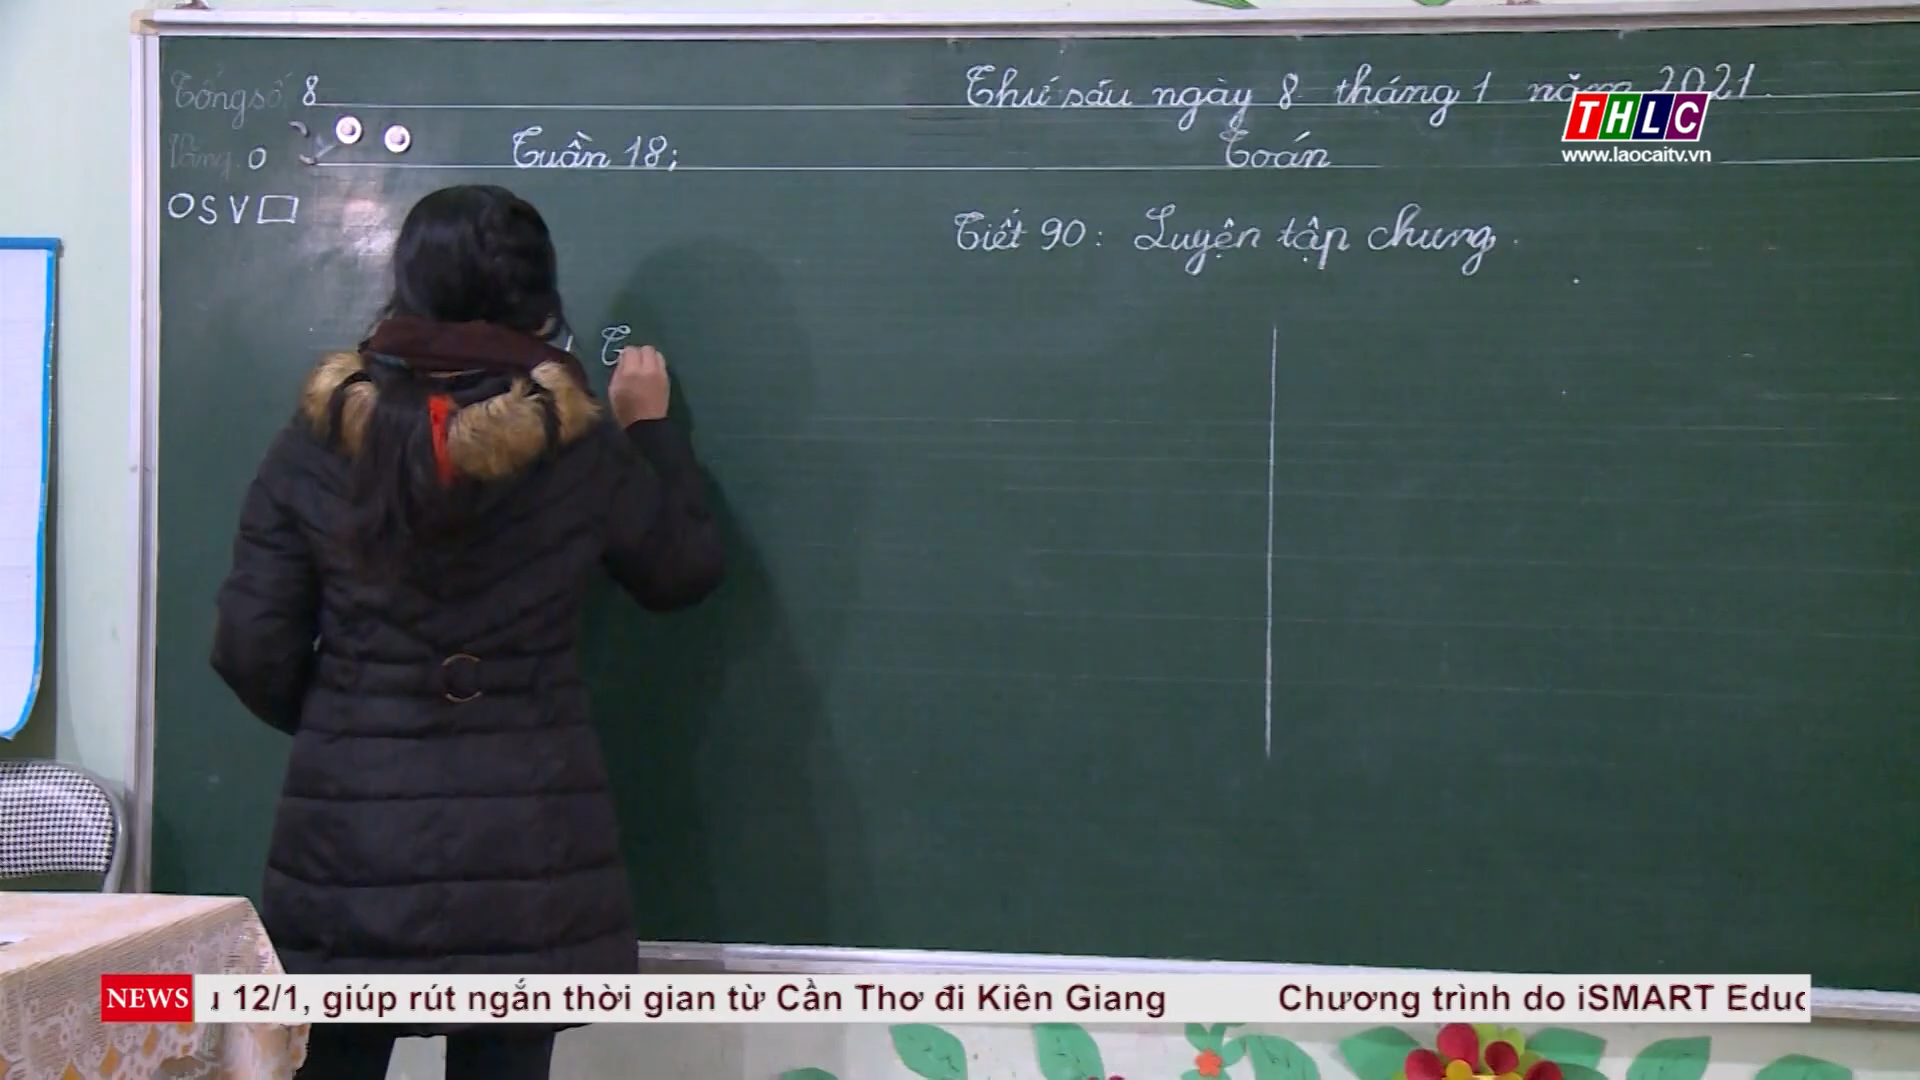 Tổng số 8
Thứ sáu ngày 8 tháng 1 năm 2021.
Vắng 0
Tuần 18;
Toán
OSV
Tiết 90: Luyện tập chung.
T
THLC
www.laocaitv.vn
NEWS
12/1, giúp rút ngắn thời gian từ Cần Thơ đi Kiên Giang
Chương trình do iSMART Educ